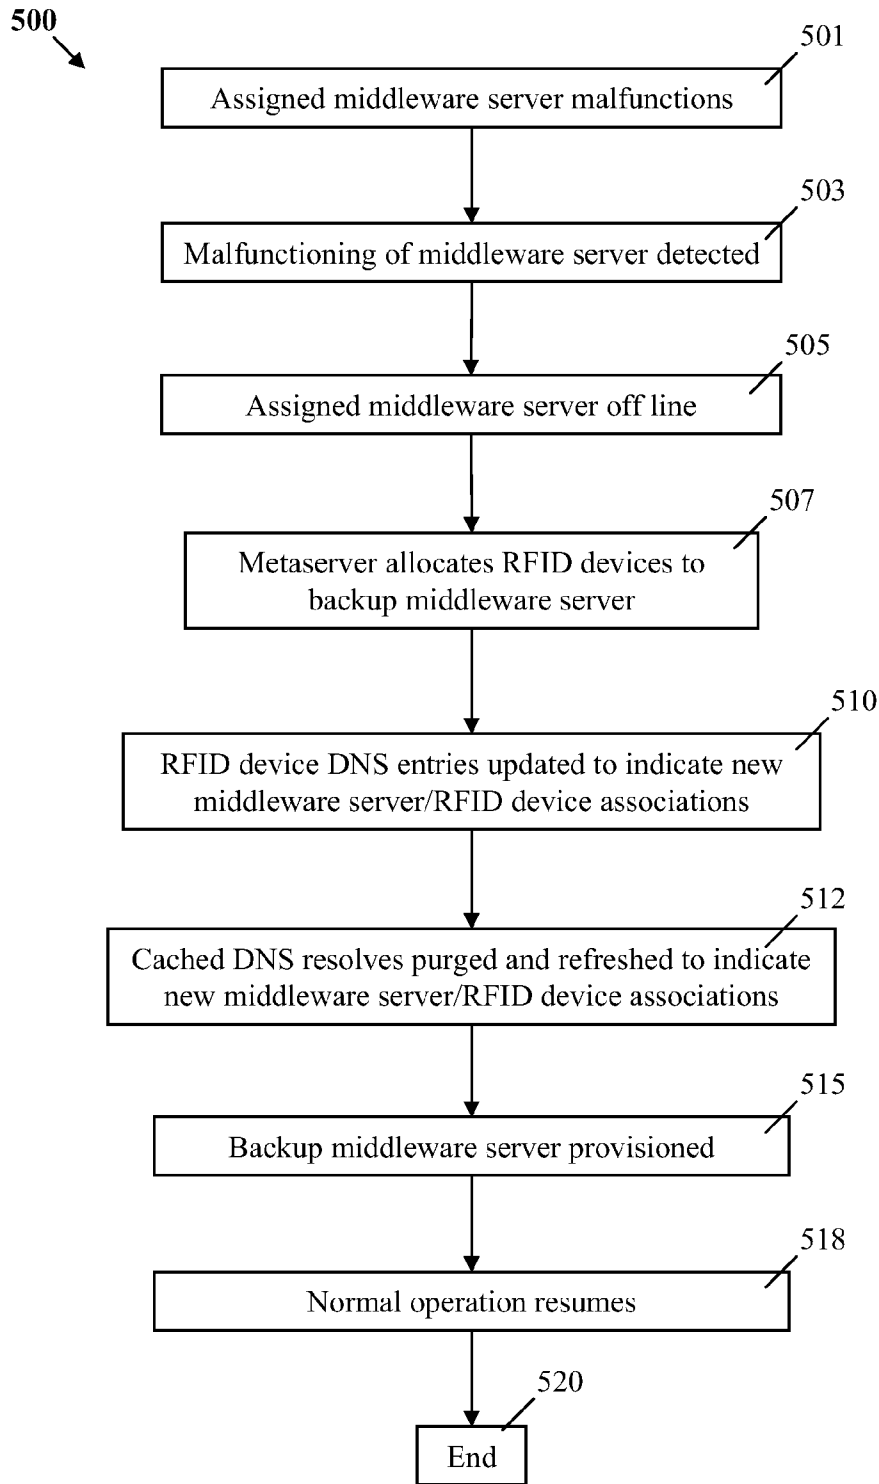 500
501
Assigned middleware server malfunctions
503
Malfunctioning of middleware server detected
505
Assigned middleware server off line
507
Metaserver allocates RFID devices to
backup middleware server
510
RFID device DNS entries updated to indicate new
middleware server/RFID device associations
512
Cached DNS resolves purged and refreshed to indicate
new middleware server/RFID device associations
515
Backup middleware server provisioned
518
Normal operation resumes
520
End